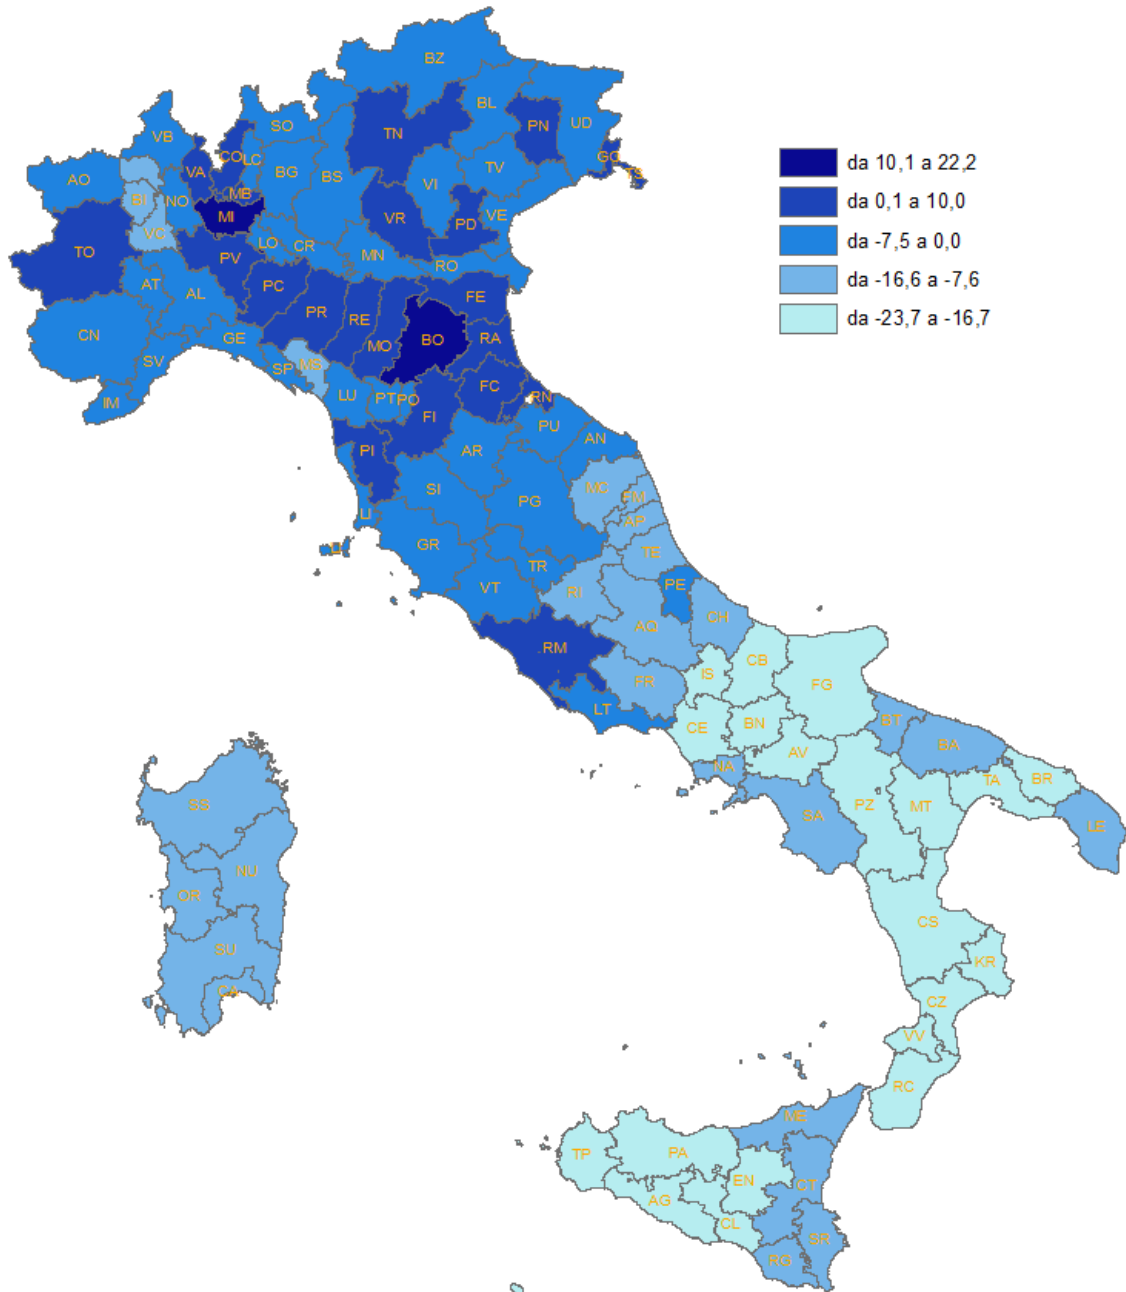 BZ
BL
PN
UD
TN
SO
VB
CO
LC
VA
BG
BS
VI
TV
GO
TS
AO
BI
NO
MB
MI
VR
PD
VE
VC
TO
PV
LO
CR
MN
RO
AT
AL
PC
PR
RE
MO
FE
BO
RA
CN
GE
SV
SP
MS
IM
LU
PT
PO
FI
FC
RN
PU
AN
PI
AR
SI
PG
MC
FM
AP
LI
LI
GR
TR
TE
VT
RI
PE
AQ
CH
.RM
FR
LT
IS
CB
FG
CE
BN
AV
BT
BA
NA
SA
PZ
MT
TA
BR
LE
SS
NU
OR
SU
CA
CS
KR
CZ
VV
RC
ME
TP
PA
EN
CT
AG
CL
SR
RG
da 10,1 a 22,2
da 0,1 a 10,0
da -7,5 a 0,0
da -16,6 a -7,6
da -23,7 a -16,7